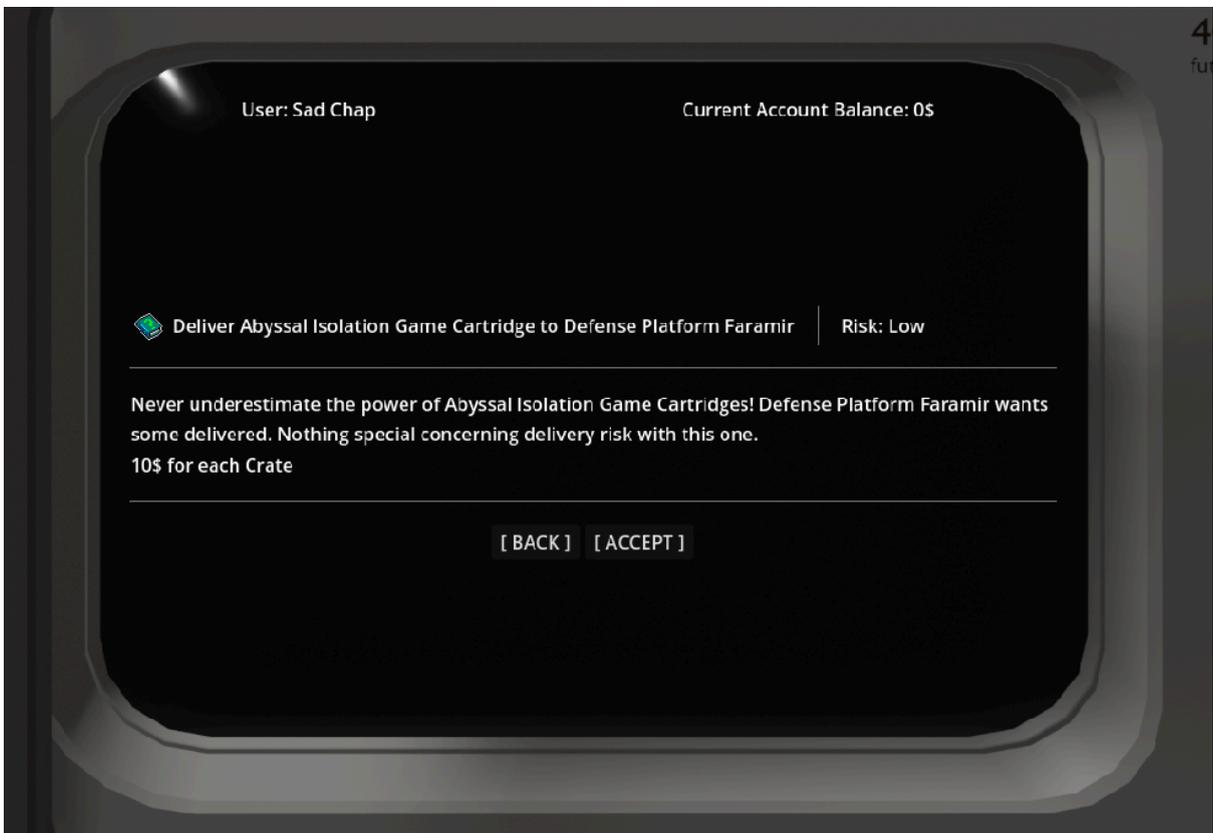 User: Sad Chap
Current Account Balance: 0$
Deliver Abyssal Isolation Game Cartridge to Defense Platform Faramir
Risk: Low
Never underestimate the power of Abyssal Isolation Game Cartridges! Defense Platform Faramir wants
some delivered. Nothing special concerning delivery risk with this one.
10$ for each Crate
[ BACK ] [ ACCEPT ]